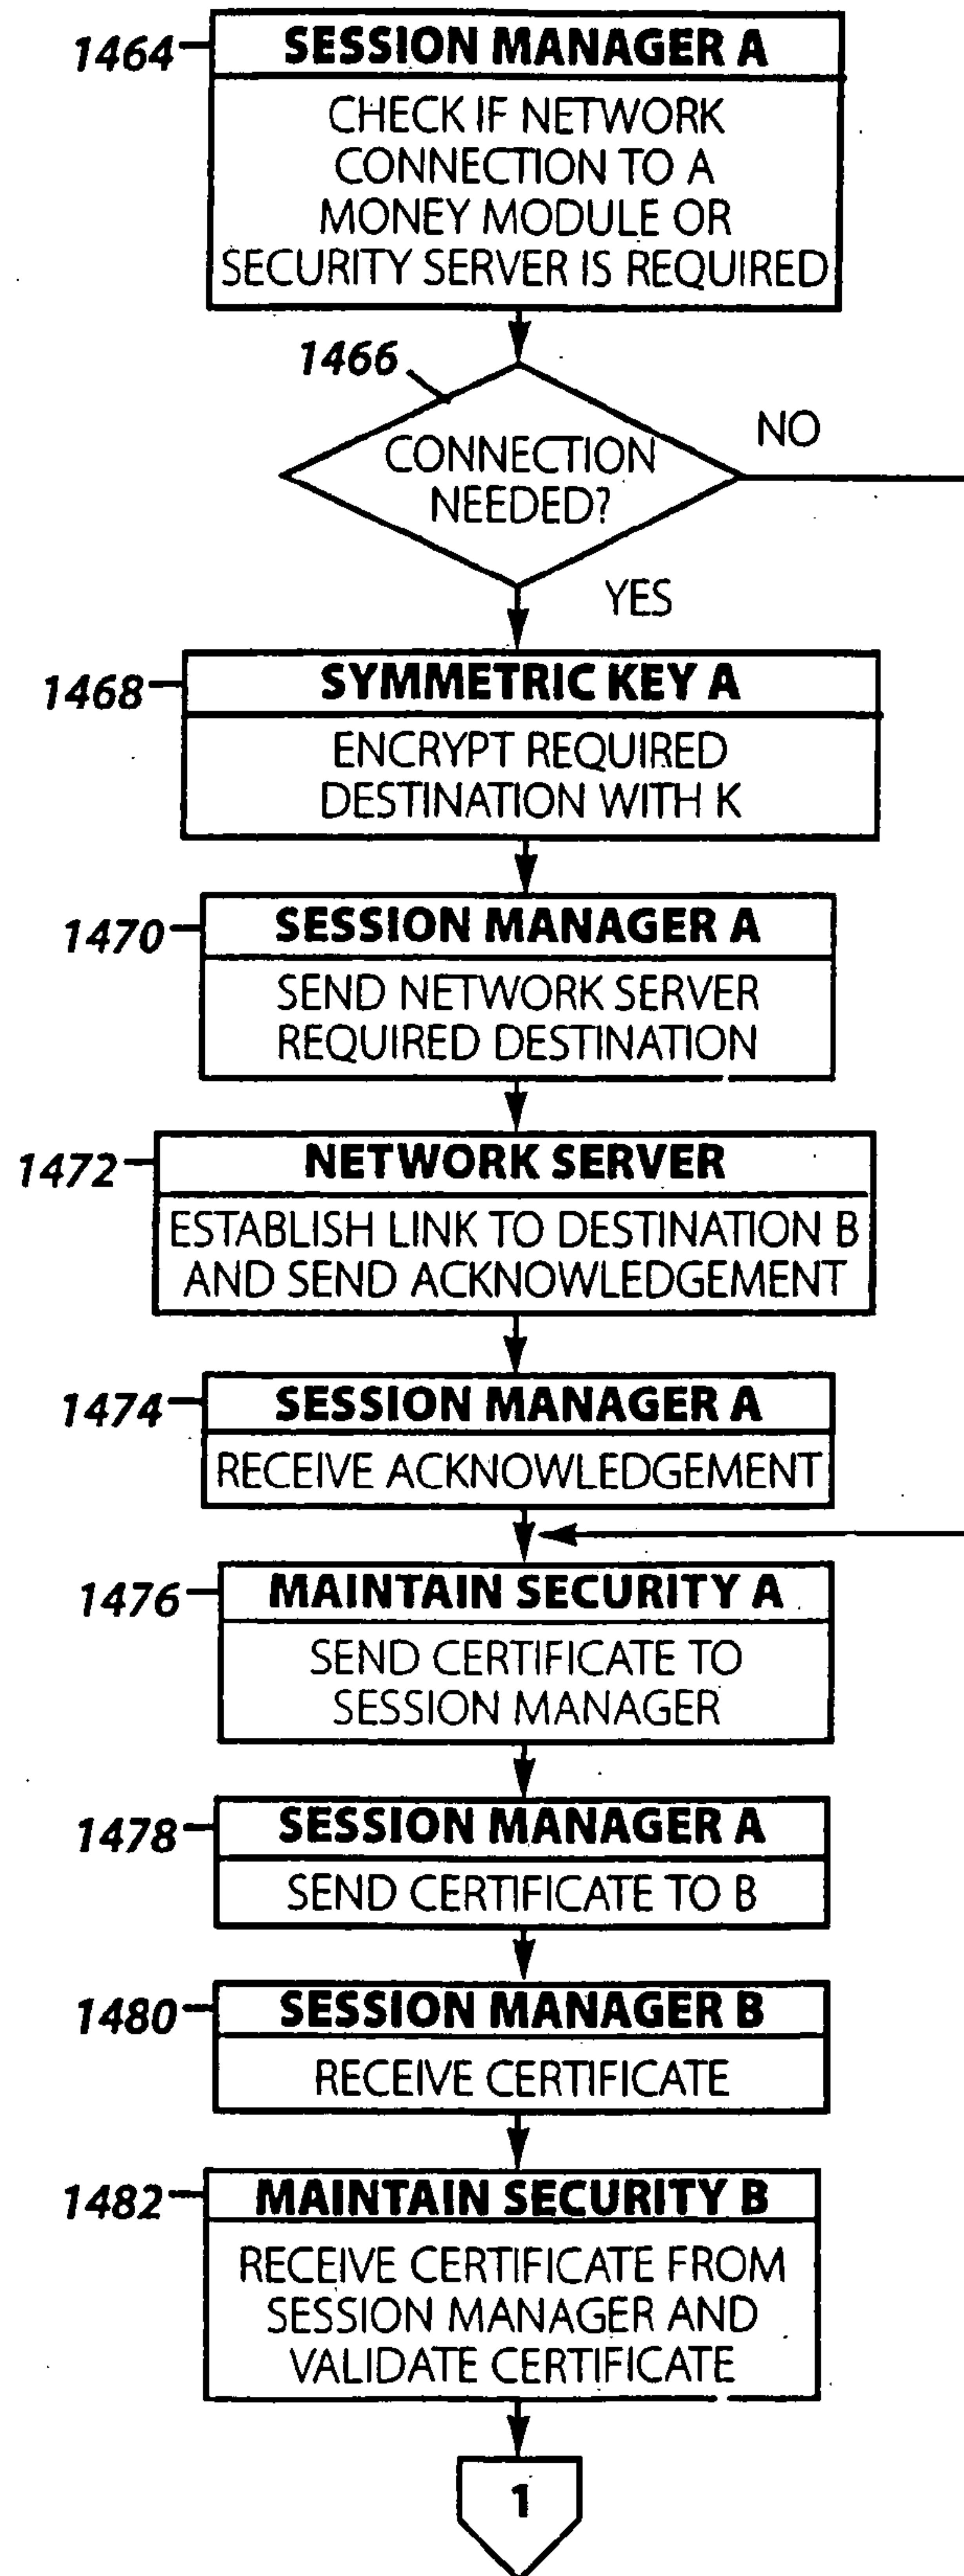 1464
SESSION MANAGER A
CHECK IF NETWORK
CONNECTION TO A
MONEY MODULE OR
SECURITY SERVER IS REQUIRED
1466
CONNECTION
NEEDED?
NO
YES
1468
SYMMETRIC KEY A
ENCRYPT REQUIRED
DESTINATION WITH K
1470
SESSION MANAGER A
SEND NETWORK SERVER
REQUIRED DESTINATION
1472
NETWORK SERVER
ESTABLISH LINK TO DESTINATION B
AND SEND ACKNOWLEDGEMENT
1474
SESSION MANAGER A
RECEIVE ACKNOWLEDGEMENT
1476
MAINTAIN SECURITY A
SEND CERTIFICATE TO
SESSION MANAGER
1478
SESSION MANAGER A
SEND CERTIFICATE TO B
1480
SESSION MANAGER B
RECEIVE CERTIFICATE
1482
MAINTAIN SECURITY B
RECEIVE CERTIFICATE FROM
SESSION MANAGER AND
VALIDATE CERTIFICATE
1